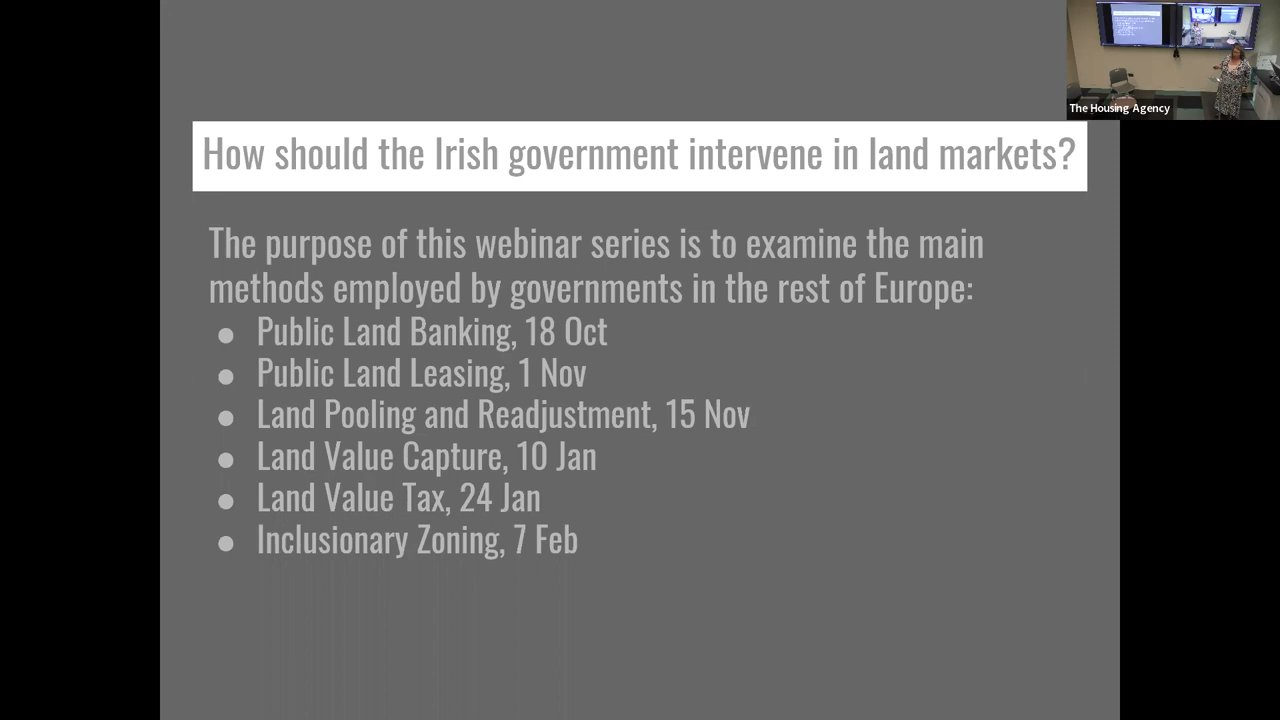 The Housing Agency
How should the Irish government intervene in land markets?
The purpose of this webinar series is to examine the main
methods employed by governments in the rest of Europe:
● Public Land Banking, 18 Oct
● Public Land Leasing, 1 Nov
● Land Pooling and Readjustment, 15 Nov
● Land Value Capture, 10 Jan
● Land Value Tax, 24 Jan
● Inclusionary Zoning, 7 Feb